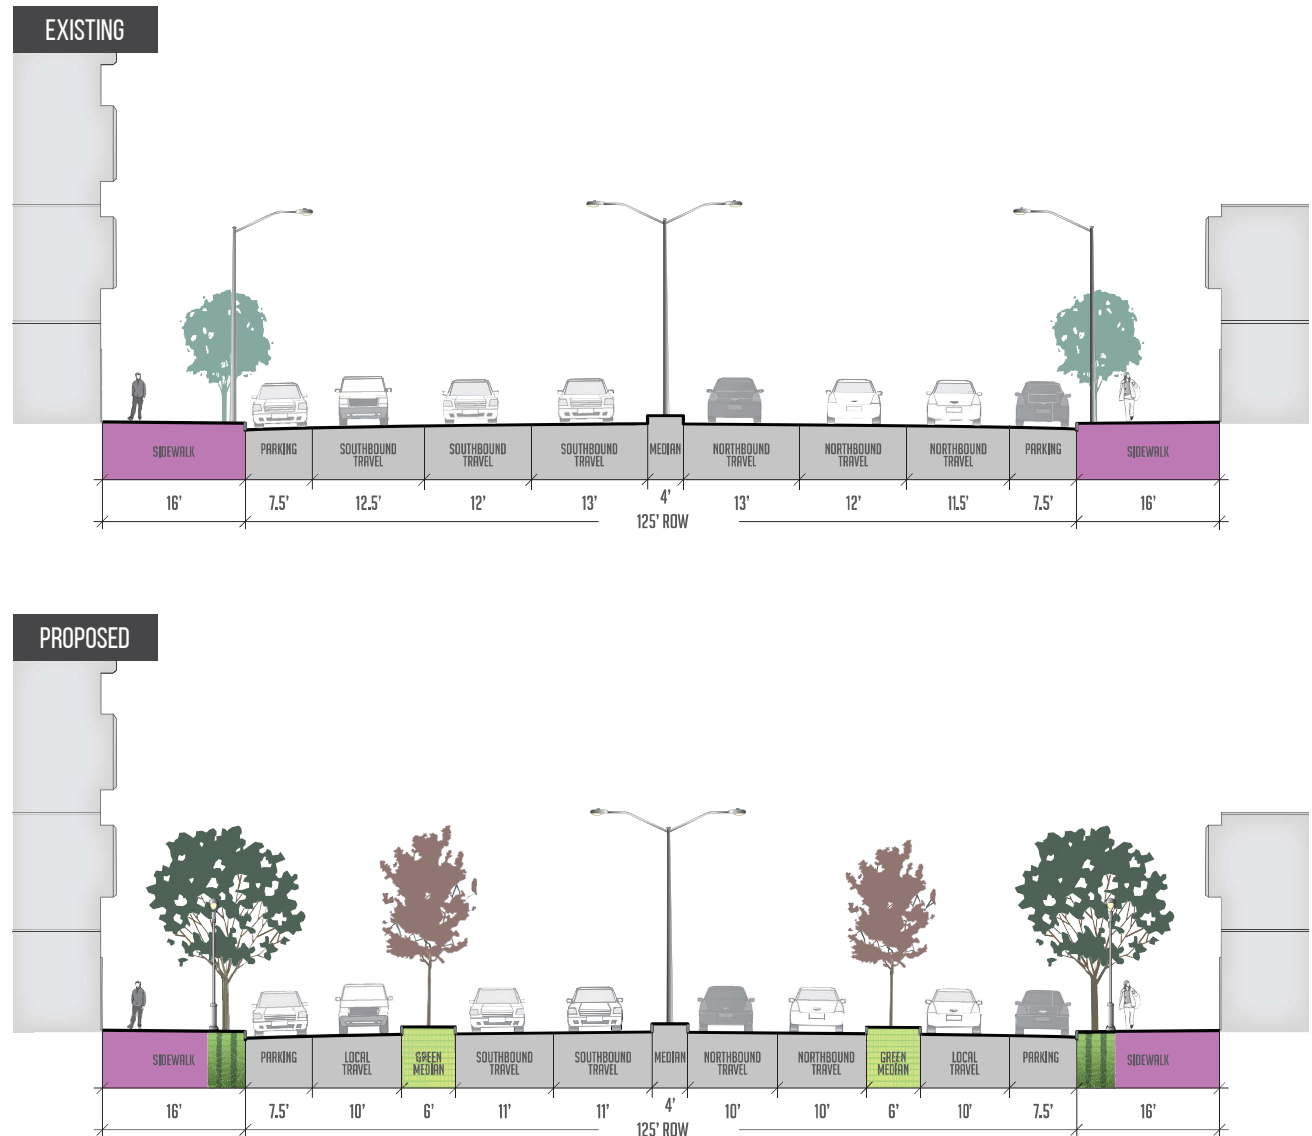 EXISTING
SIDEWALK
PARKING
SOUTHBOUND
TRAVEL
SOUTHBOUND
TRAVEL
SOUTHBOUND
TRAVEL
MEDIAN
NORTHBOUND
TRAVEL
NORTHBOUND
TRAVEL
NORTHBOUND
TRAVEL
PARKING
SIDEWALK
16'
7.5'
12.5'
12'
13'
4'
13'
12'
11.5'
7.5'
16'
125' ROW
PROPOSED
SIDEWALK
PARKING
LOCAL
TRAVEL
GREEN
MEDIAN
SOUTHBOUND
TRAVEL
SOUTHBOUND
TRAVEL
MEDIAN
NORTHBOUND
TRAVEL
NORTHBOUND
TRAVEL
GREEN
MEDIAN
LOCAL
TRAVEL
PARKING
SIDEWALK
16'
7.5'
10'
6'
11'
11'
4'
10'
10'
6'
10'
7.5'
16'
125' ROW